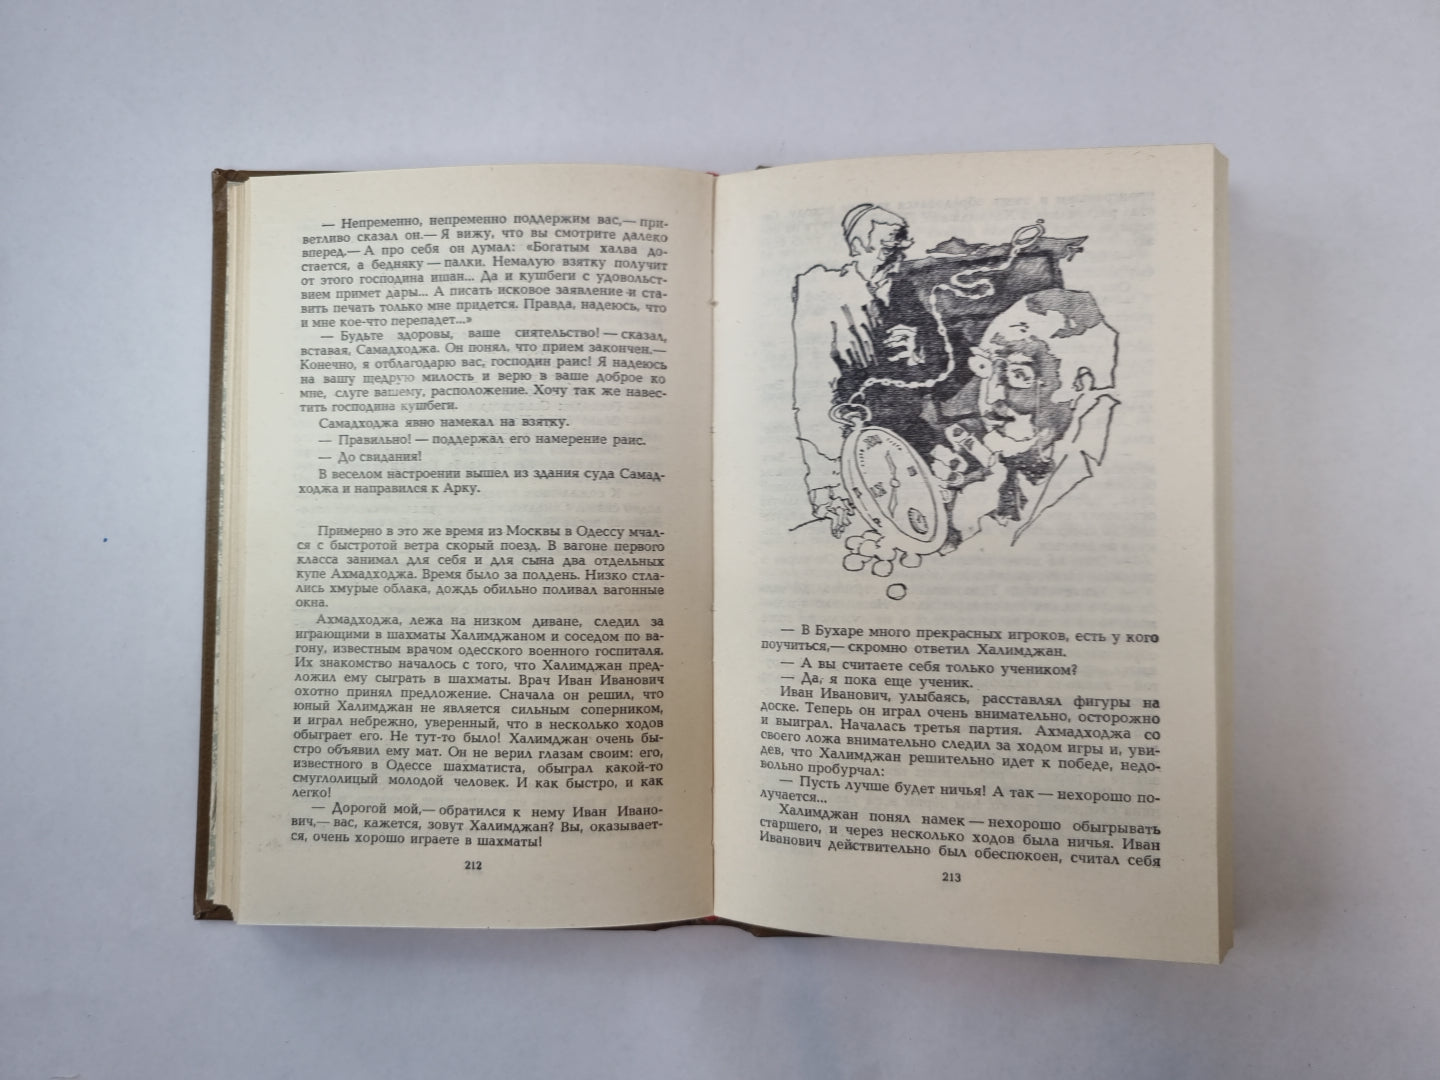 — Непременно, непременно поддержим вас,— при-
ветливо сказал он.— Я вижу, что вы смотрите далеко
вперед.— А про себя он думал: «Богатым халва до-
стается, а бедняку — палки. Немалую взятку получит
от этого господина ишан... Да и кушбеги с удовольст-
вием примет дары... А писать исковое заявление и ста-
вить печать только мне придется. Правда, надеюсь, что
и мне кое-что перепадет...»
— Будьте здоровы, ваше сиятельство! — сказал,
вставая, Самадходжа. Он понял, что прием закончен.—
Конечно, я отблагодарю вас, господин раис! Я надеюсь
на вашу щедрую милость и верю в ваше доброе ко
мне, слуге вашему, расположение. Хочу так же навес-
тить господина кушбеги.
Самадходжа явно намекал на взятку.
— Правильно! — поддержал его намерение раис.
— До свидания!
В веселом настроении вышел из здания суда Самад-
ходжа и направился к Арку.
Примерно в это же время из Москвы в Одессу мчал-
ся с быстротой ветра скорый поезд. В вагоне первого
класса занимал для себя и для сына два отдельных
купе Ахмадходжа. Время было за полдень. Низко стла-
лись хмурые облака, дождь обильно поливал вагонные
окна.
Ахмадходжа, лежа на низком диване, следил за
играющими в шахматы Халимджаном и соседом по ва-
гону, известным врачом одесского военного госпиталя.
Их знакомство началось с того, что Халимджан пред-
ложил ему сыграть в шахматы. Врач Иван Иванович
охотно принял предложение. Сначала он решил, что
юный Халимджан не является сильным соперником,
и играл небрежно, уверенный, что в несколько ходов
обыграет его. Не тут-то было! Халимджан очень бы-
стро объявил ему мат. Он не верил глазам своим: его,
известного в Одессе шахматиста, обыграл какой-то
смуглолицый молодой человек. И как быстро, и как
легко!
— Дорогой мой,— обратился к нему Иван Ивано-
вич,— вас, кажется, зовут Халимджан? Вы, оказывает-
ся, очень хорошо играете в шахматы!
212
— В Бухаре много прекрасных игроков, есть у кого
поучиться,— скромно ответил Халимджан.
— А вы считаете себя только учеником?
— Да, я пока еще ученик.
Иван Иванович, улыбаясь, расставлял фигуры на
доске. Теперь он играл очень внимательно, осторожно
и выиграл. Началась третья партия. Ахмадходжа со
своего ложа внимательно следил за ходом игры и, уви-
дев, что Халимджан решительно идет к победе, недо-
вольно пробурчал:
— Пусть лучше будет ничья! А так — нехорошо по-
лучается...
Халимджан понял намек — нехорошо обыгрывать
старшего, и через несколько ходов была ничья. Иван
Иванович действительно был обеспокоен, считал себя
213